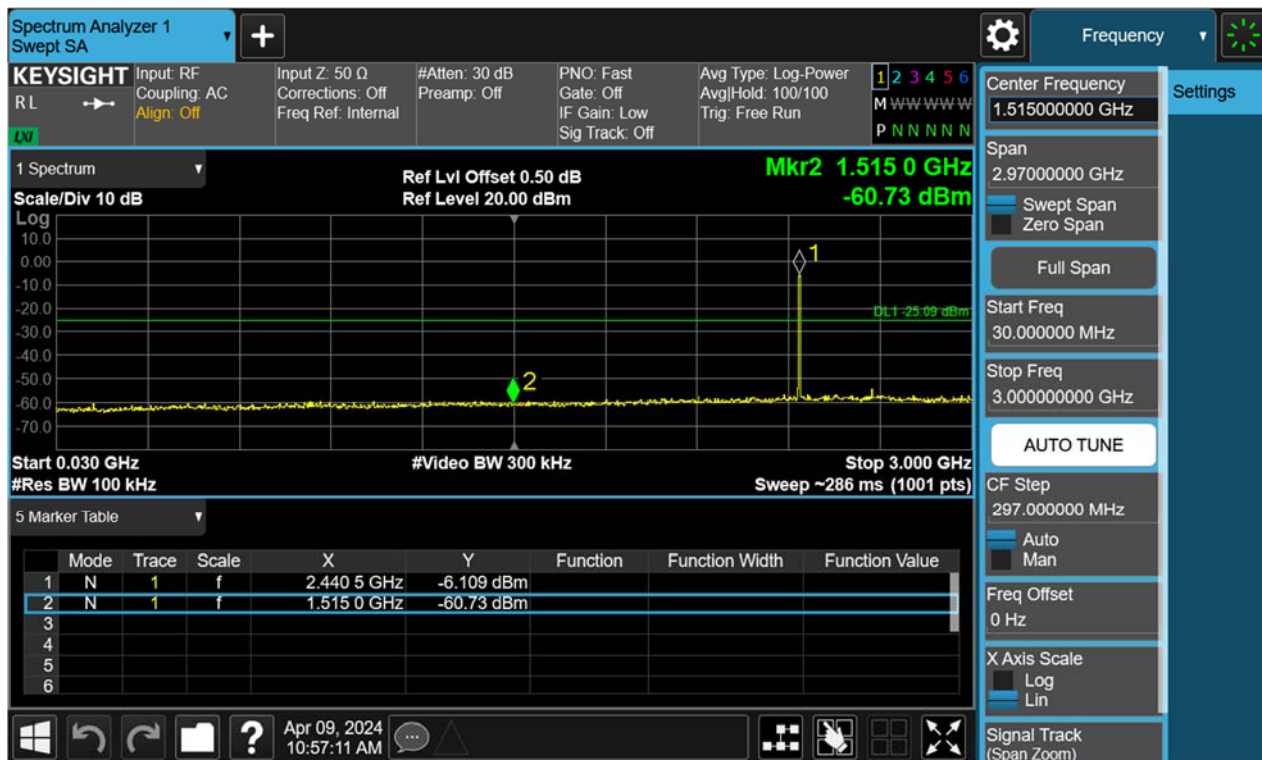 Spectrum Analyzer 1
Swept SA
+
Frequency
KEYSIGHT
R L
LXI
Input: RF
Coupling: AC
Align: Off
Input Z: 50 Ω
Corrections: Off
Freq Ref: Internal
#Atten: 30 dB
Preamp: Off
PNO: Fast
Gate: Off
IF Gain: Low
Sig Track: Off
Avg Type: Log-Power
Avg|Hold: 100/100
Trig: Free Run
1 2 3 4 5 6
M W W W W W
P N N N N N
1 Spectrum
Scale/Div 10 dB
Ref Lvl Offset 0.50 dB
Ref Level 20.00 dBm
Mkr2 1.515 0 GHz
-60.73 dBm
Log
10.0
0.00
-10.0
-20.0
-30.0
-40.0
-50.0
-60.0
-70.0
1
DL1 -25.09 dBm
2
Start 0.030 GHz
#Video BW 300 kHz
Stop 3.000 GHz
#Res BW 100 kHz
Sweep ~286 ms (1001 pts)
5 Marker Table
Mode Trace Scale X Y Function Function Width Function Value
1 N 1 f 2.440 5 GHz -6.109 dBm
2 N 1 f 1.515 0 GHz -60.73 dBm
3
4
5
6
?
Apr 09, 2024
10:57:11 AM
Center Frequency
1.515000000 GHz
Span
2.97000000 GHz
Swept Span
Zero Span
Full Span
Start Freq
30.000000 MHz
Stop Freq
3.000000000 GHz
AUTO TUNE
CF Step
297.000000 MHz
Auto
Man
Freq Offset
0 Hz
X Axis Scale
Log
Lin
Signal Track
(Span Zoom)
Settings